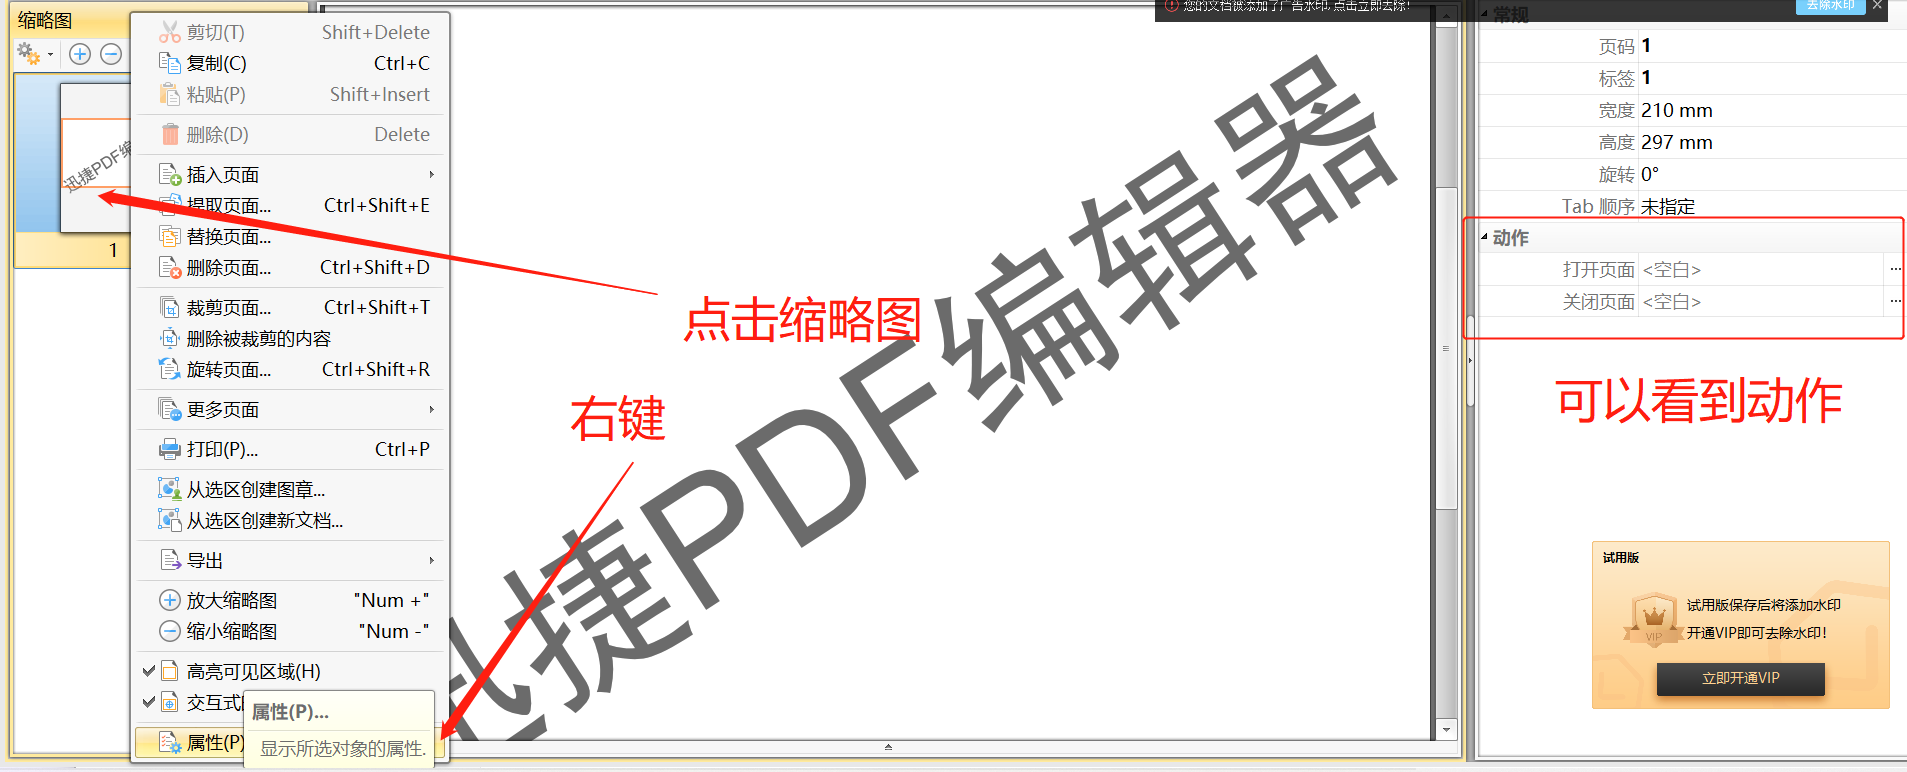 缩略图
迅捷PDF编
1
剪切(T) Shift+Delete
复制(C) Ctrl+C
粘贴(P) Shift+Insert
删除(D) Delete
插入页面
提取页面... Ctrl+Shift+E
替换页面...
删除页面... Ctrl+Shift+D
裁剪页面... Ctrl+Shift+T
删除被裁剪的内容
旋转页面... Ctrl+Shift+R
更多页面
打印(P)... Ctrl+P
从选区创建图章...
从选区创建新文档...
导出
放大缩略图 "Num +"
缩小缩略图 "Num -"
高亮可见区域(H)
交互式
属性(P)
属性(P)...
显示所选对象的属性.
迅捷PDF编辑器
点击缩略图
右键
您的文档被添加了广告水印, 点击立即去除!
去除水印
常规
页码 1
标签 1
宽度 210 mm
高度 297 mm
旋转 0°
Tab 顺序 未指定
动作
打开页面 <空白> ...
关闭页面 <空白> ...
可以看到动作
试用版
试用版保存后将添加水印
VIP
开通VIP即可去除水印!
立即开通VIP